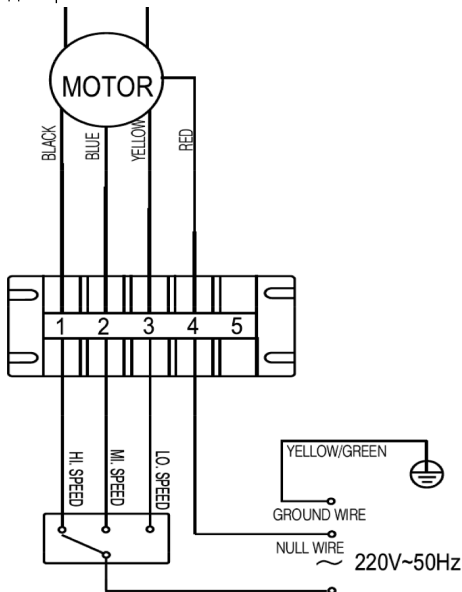 MOTOR
BLACK
BLUE
YELLOW
RED
1 2 3 4 5
HI. SPEED
MI. SPEED
LO. SPEED
YELLOW/GREEN
GROUND WIRE
NULL WIRE
~ 220V~50Hz